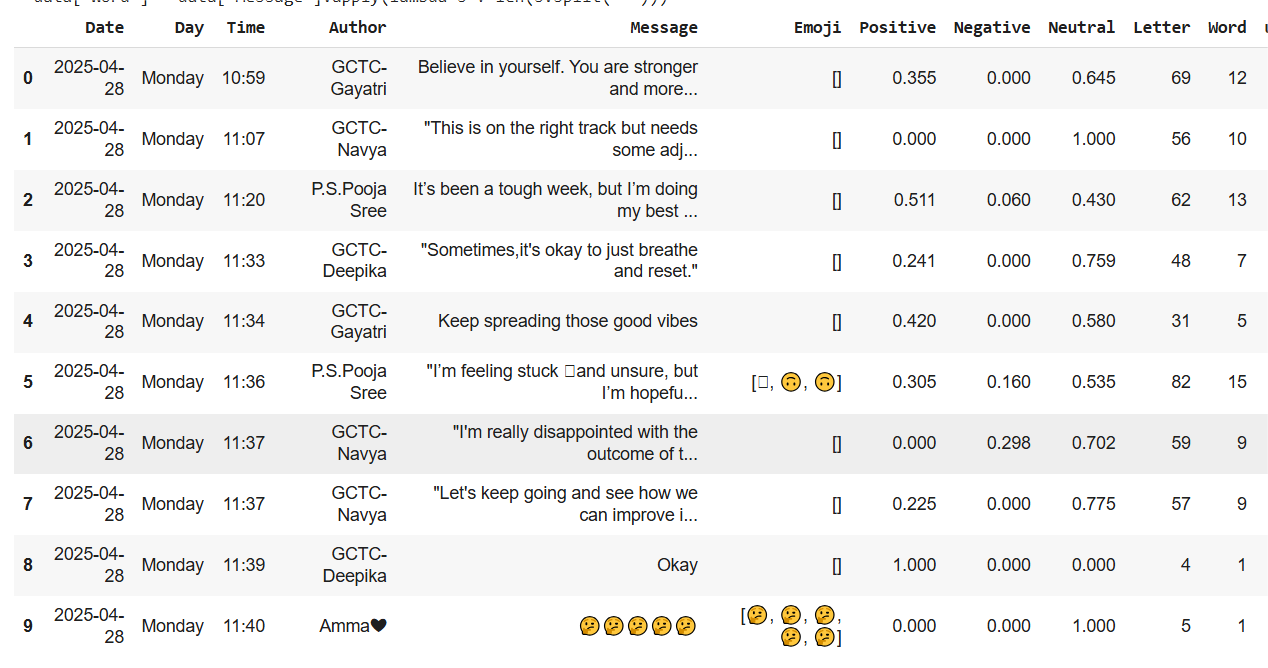 data['Word'] = data['Message'].apply(lambda s : len(s.split(' ')))
Date Day Time Author Message Emoji Positive Negative Neutral Letter Word
0 2025-04-28 Monday 10:59 GCTC-Gayatri Believe in yourself. You are stronger and more... [] 0.355 0.000 0.645 69 12
1 2025-04-28 Monday 11:07 GCTC-Navya "This is on the right track but needs some adj... [] 0.000 0.000 1.000 56 10
2 2025-04-28 Monday 11:20 P.S.Pooja Sree It’s been a tough week, but I’m doing my best ... [] 0.511 0.060 0.430 62 13
3 2025-04-28 Monday 11:33 GCTC-Deepika "Sometimes,it's okay to just breathe and reset." [] 0.241 0.000 0.759 48 7
4 2025-04-28 Monday 11:34 GCTC-Gayatri Keep spreading those good vibes [] 0.420 0.000 0.580 31 5
5 2025-04-28 Monday 11:36 P.S.Pooja Sree "I’m feeling stuck and unsure, but I’m hopefu... [, 🙃, 🙃] 0.305 0.160 0.535 82 15
6 2025-04-28 Monday 11:37 GCTC-Navya "I'm really disappointed with the outcome of t... [] 0.000 0.298 0.702 59 9
7 2025-04-28 Monday 11:37 GCTC-Navya "Let's keep going and see how we can improve i... [] 0.225 0.000 0.775 57 9
8 2025-04-28 Monday 11:39 GCTC-Deepika Okay [] 1.000 0.000 0.000 4 1
9 2025-04-28 Monday 11:40 Amma🖤 🫤🫤🫤🫤🫤 [🫤, 🫤, 🫤, 🫤, 🫤] 0.000 0.000 1.000 5 1